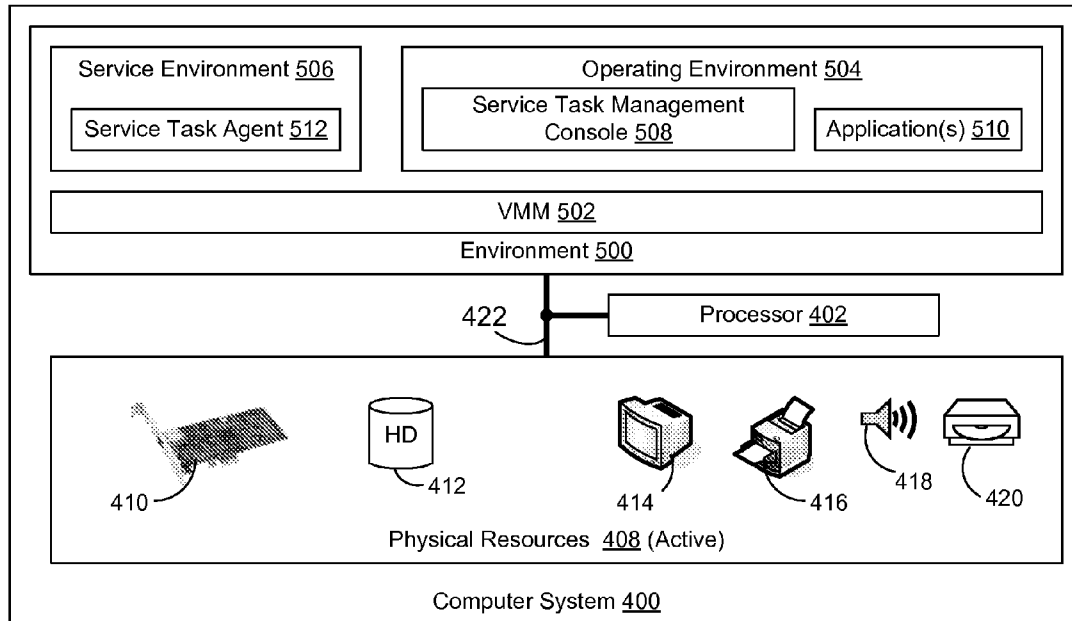 Service Environment 506
Operating Environment 504
Service Task Agent 512
Service Task Management
Console 508
Application(s) 510
VMM 502
Environment 500
422
Processor 402
HD
410
412
414
416
418
420
Physical Resources 408 (Active)
Computer System 400